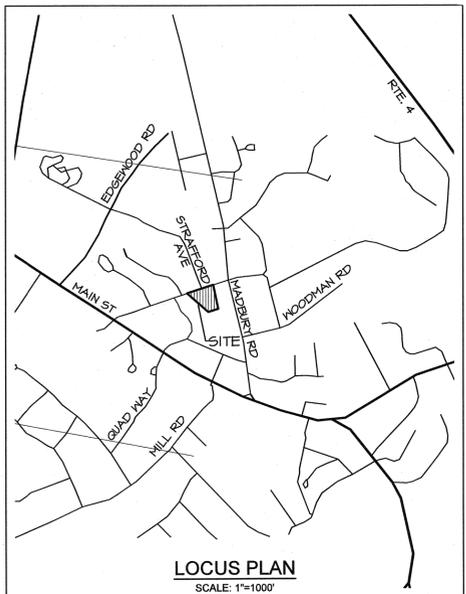 RTE. 4
EDGEWOOD RD
STRAFFORD
AVE
MAIN ST
MADBURY RD
WOODMAN RD
SITE
QUAD WAY
MILL RD
LOCUS PLAN
SCALE: 1"=1000'